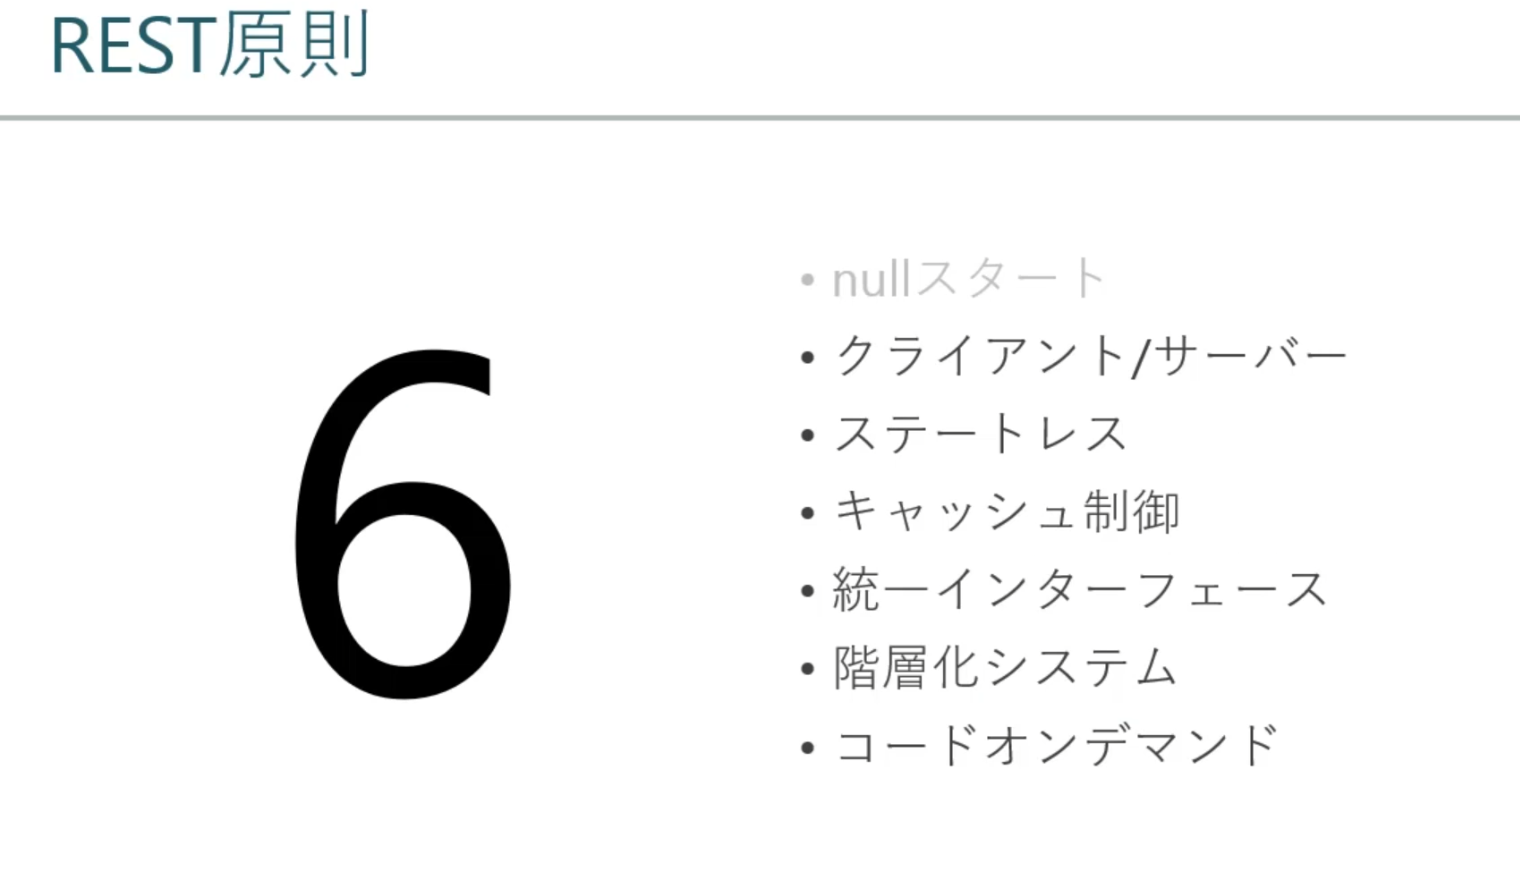 REST原則
6
• nullスタート
• クライアント/サーバー
• ステートレス
• キャッシュ制御
• 統一インターフェース
• 階層化システム
• コードオンデマンド